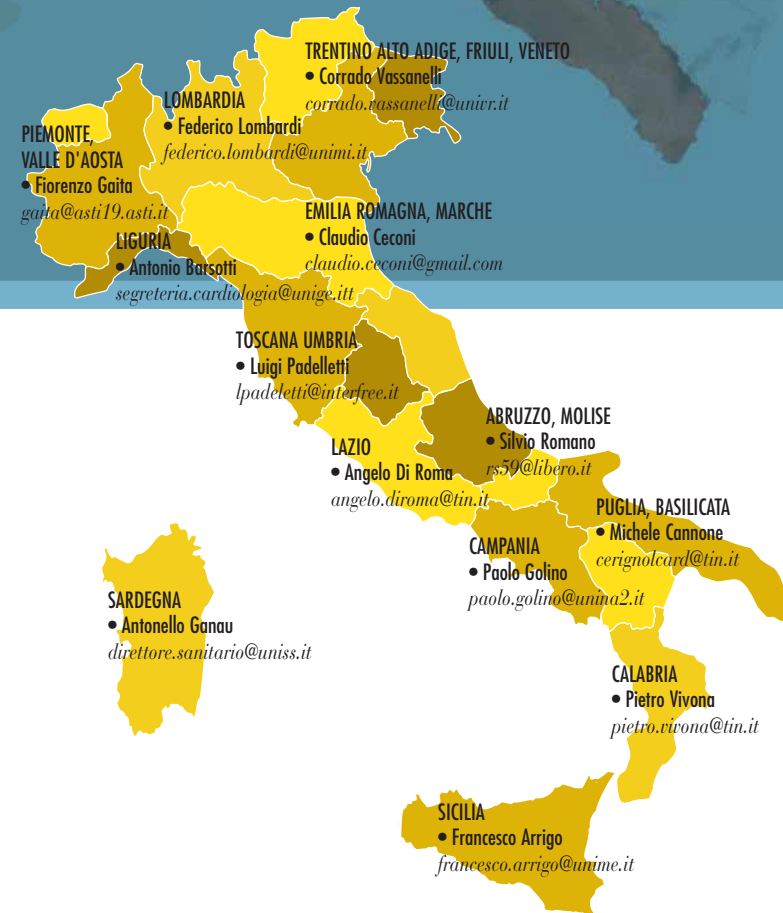 TRENTINO ALTO ADIGE, FRIULI, VENETO
• Corrado Vassanelli
corrado.vassanelli@univr.it
LOMBARDIA
• Federico Lombardi
federico.lombardi@unimi.it
PIEMONTE,
VALLE D'AOSTA
• Fiorenzo Gaita
gaita@asti19.asti.it
EMILIA ROMAGNA, MARCHE
• Claudio Ceconi
claudio.ceconi@gmail.com
LIGURIA
• Antonio Barsotti
segreteria.cardiologia@unige.itt
TOSCANA UMBRIA
• Luigi Padelletti
lpadeletti@interfree.it
ABRUZZO, MOLISE
• Silvio Romano
rs59@libero.it
LAZIO
• Angelo Di Roma
angelo.diroma@tin.it
PUGLIA, BASILICATA
• Michele Cannone
cerignolcard@tin.it
CAMPANIA
• Paolo Golino
paolo.golino@unina2.it
SARDEGNA
• Antonello Ganau
direttore.sanitario@uniss.it
CALABRIA
• Pietro Vivona
pietro.vivona@tin.it
SICILIA
• Francesco Arrigo
francesco.arrigo@unime.it